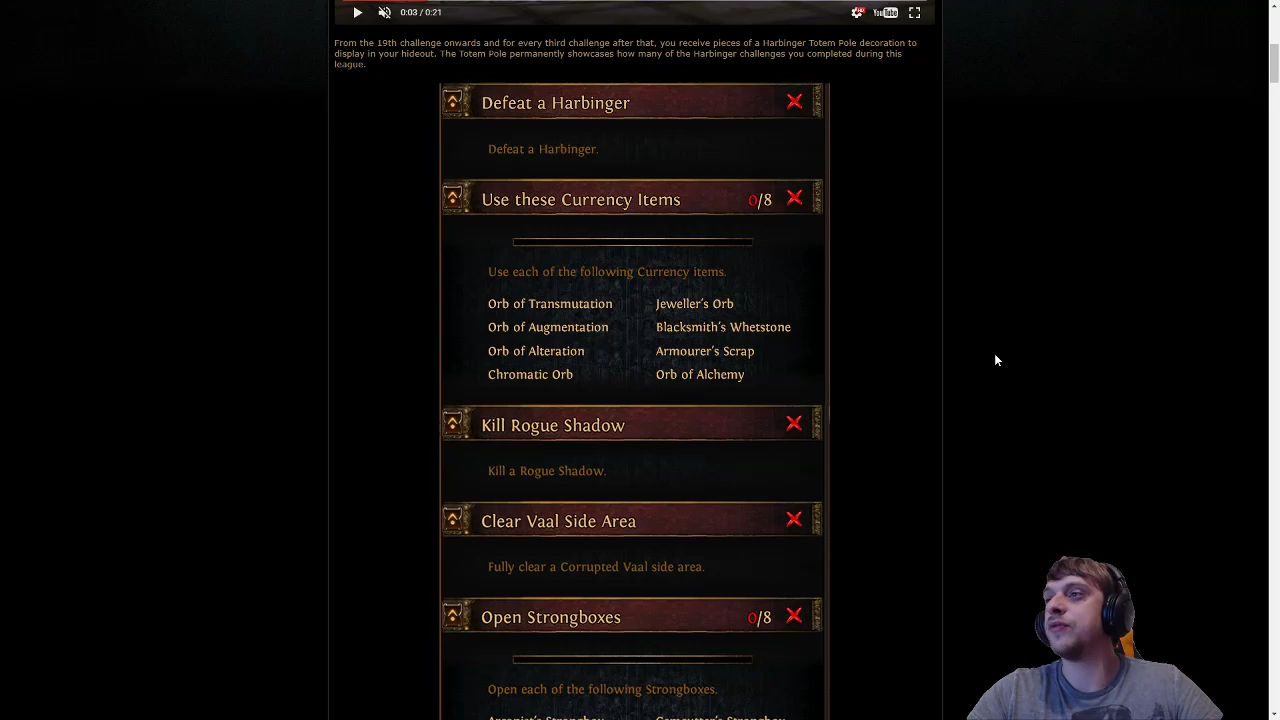 0:03 / 0:21
HD
YouTube
From the 19th challenge onwards and for every third challenge after that, you receive pieces of a Harbinger Totem Pole decoration to
display in your hideout. The Totem Pole permanently showcases how many of the Harbinger challenges you completed during this
league.
Defeat a Harbinger
Defeat a Harbinger.
Use these Currency Items 0/8
Use each of the following Currency items.
Orb of Transmutation Jeweller's Orb
Orb of Augmentation Blacksmith's Whetstone
Orb of Alteration Armourer's Scrap
Chromatic Orb Orb of Alchemy
Kill Rogue Shadow
Kill a Rogue Shadow.
Clear Vaal Side Area
Fully clear a Corrupted Vaal side area.
Open Strongboxes 0/8
Open each of the following Strongboxes.